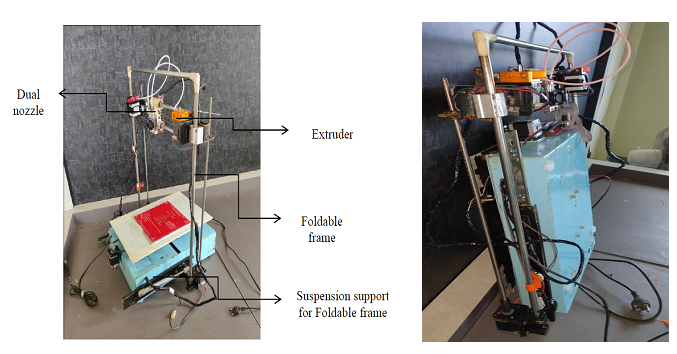 Dual
nozzle
Extruder
Foldable
frame
Suspension support
for Foldable frame